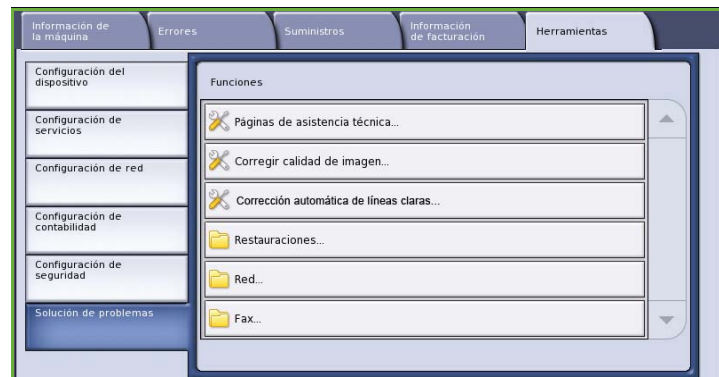 Información de
la máquina
Errores
Suministros
Información
de facturación
Herramientas
Configuración del
dispositivo
Configuración de
servicios
Configuración de red
Configuración de
contabilidad
Configuración de
seguridad
Solución de problemas
Funciones
Páginas de asistencia técnica...
Corregir calidad de imagen...
Corrección automática de líneas claras...
Restauraciones...
Red...
Fax...